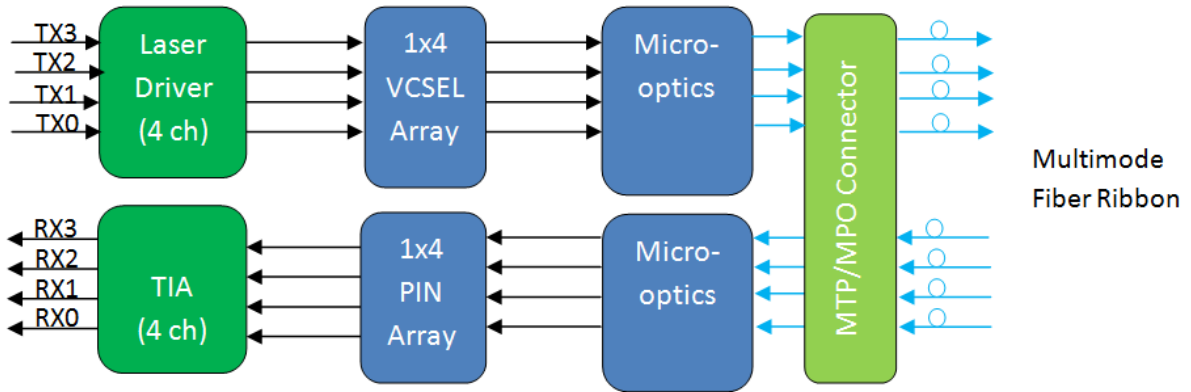 TX3
TX2
TX1
TX0
Laser
Driver
(4 ch)
1x4
VCSEL
Array
Micro-
optics
MTP/MPO Connector
Multimode
Fiber Ribbon
RX3
RX2
RX1
RX0
TIA
(4 ch)
1x4
PIN
Array
Micro-
optics